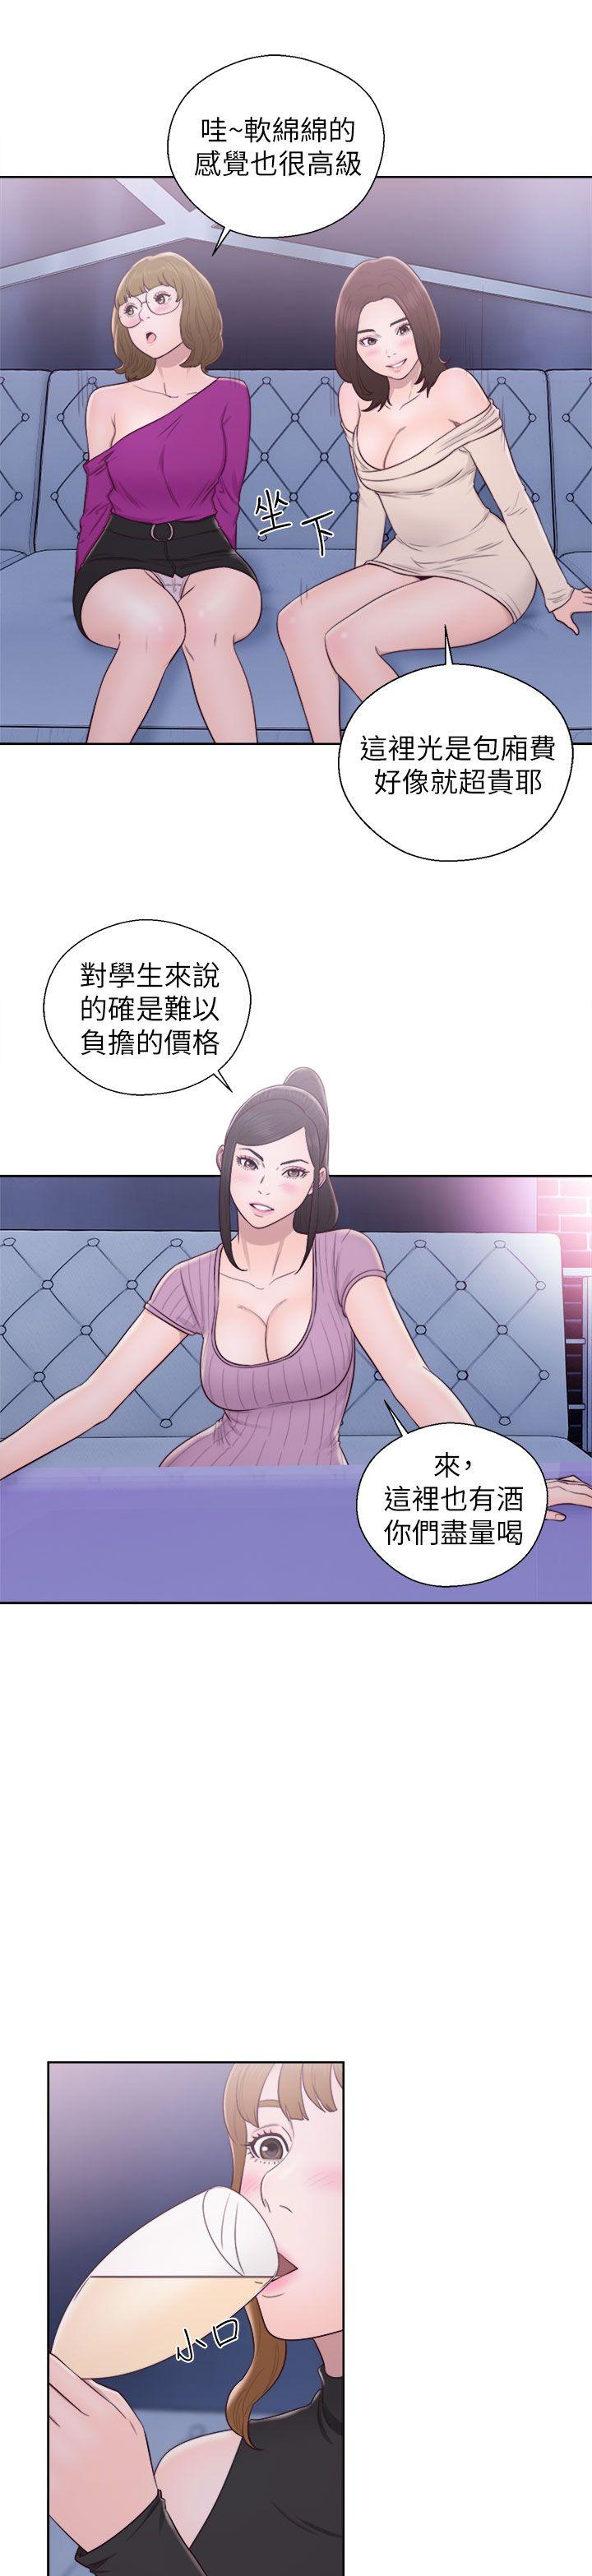 哇~軟綿綿的
感覺也很高級
坐下
這裡光是包廂費
好像就超貴耶
對學生來說
的確是難以
負擔的價格
來，
這裡也有酒
你們盡量喝
小口